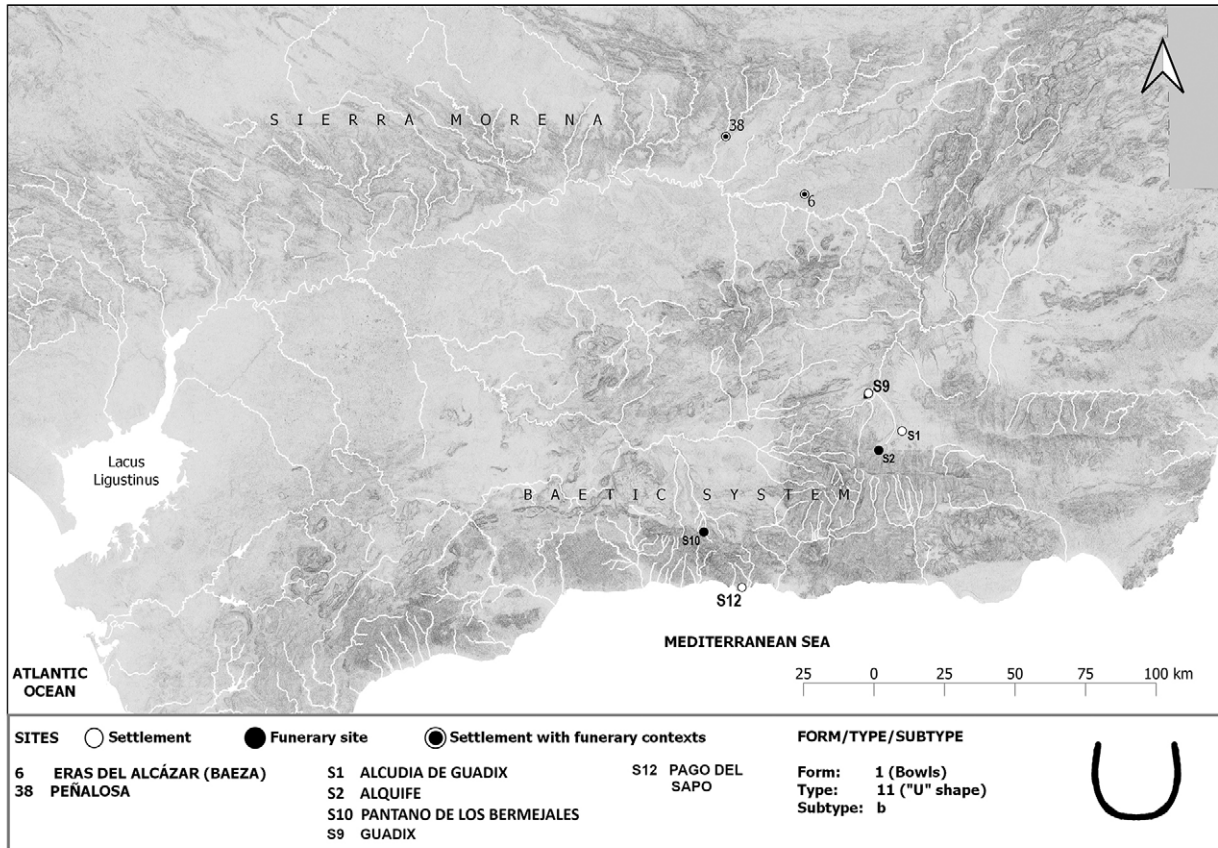 SIERRA MORENA
38
6
S9
S1
S2
Lacus
Ligustinus
BAETIC SYSTEM
S10
S12
MEDITERRANEAN SEA
ATLANTIC
OCEAN
25 0 25 50 75 100 km
SITES Settlement Funerary site Settlement with funerary contexts
6 ERAS DEL ALCÁZAR (BAEZA)
38 PEÑALOSA
S1 ALCUDIA DE GUADIX
S2 ALQUIFE
S10 PANTANO DE LOS BERMEJALES
S9 GUADIX
S12 PAGO DEL
SAPO
FORM/TYPE/SUBTYPE
Form: 1 (Bowls)
Type: 11 ("U" shape)
Subtype: b